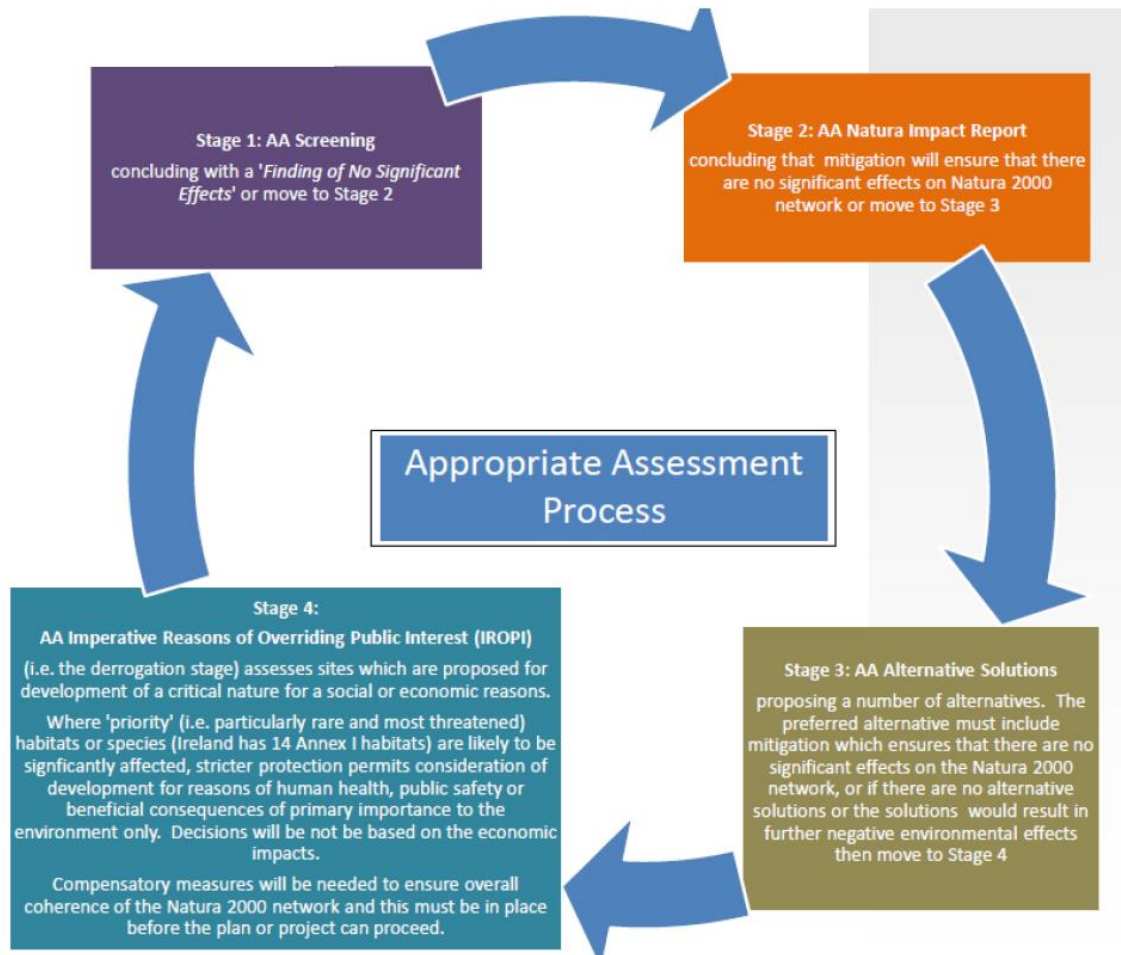 Stage 1: AA Screening
concluding with a 'Finding of No Significant
Effects' or move to Stage 2
Stage 2: AA Natura Impact Report
concluding that mitigation will ensure that there
are no significant effects on Natura 2000
network or move to Stage 3
Appropriate Assessment
Process
Stage 3: AA Alternative Solutions
proposing a number of alternatives. The
preferred alternative must include
mitigation which ensures that there are no
significant effects on the Natura 2000
network, or if there are no alternative
solutions or the solutions would result in
further negative environmental effects
then move to Stage 4
Stage 4:
AA Imperative Reasons of Overriding Public Interest (IROPI)
(i.e. the derrogation stage) assesses sites which are proposed for
development of a critical nature for a social or economic reasons.
Where 'priority' (i.e. particularly rare and most threatened)
habitats or species (Ireland has 14 Annex I habitats) are likely to be
signficantly affected, stricter protection permits consideration of
development for reasons of human health, public safety or
beneficial consequences of primary importance to the
environment only. Decisions will be not be based on the economic
impacts.
Compensatory measures will be needed to ensure overall
coherence of the Natura 2000 network and this must be in place
before the plan or project can proceed.